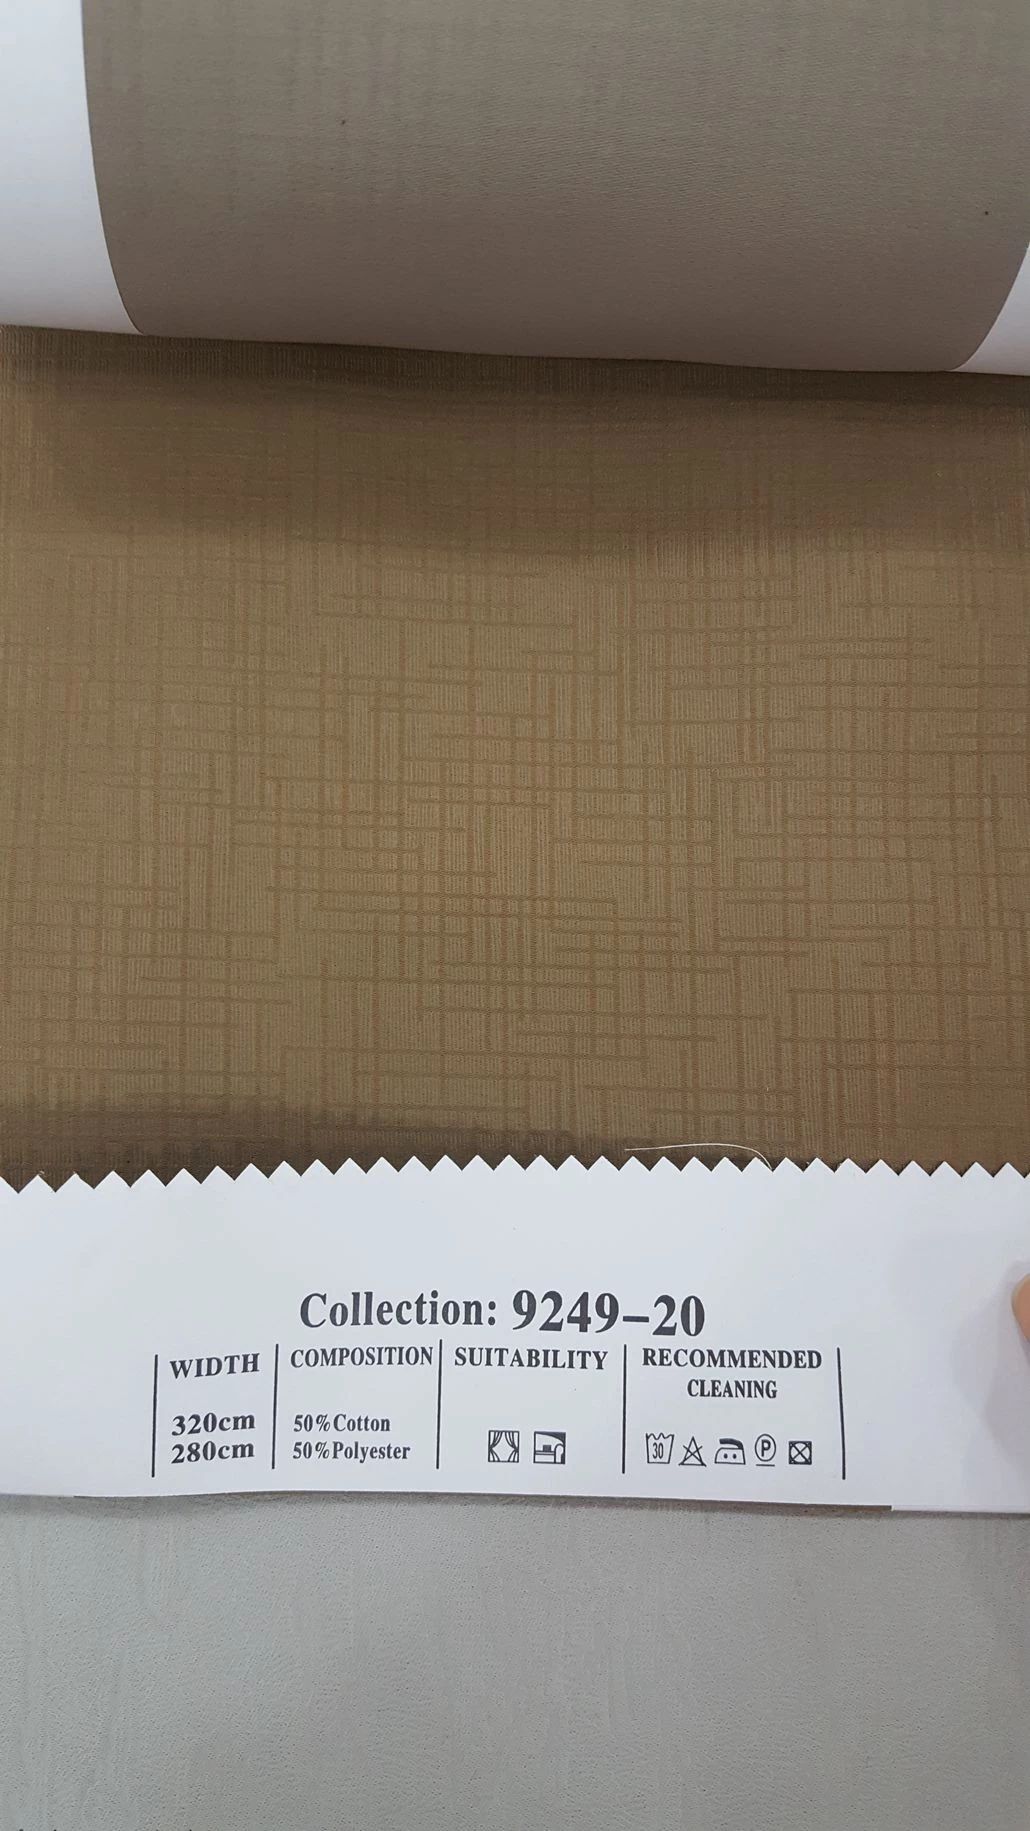 Collection: 9249-20
WIDTH
320cm
280cm
COMPOSITION
50%Cotton
50%Polyester
SUITABILITY
RECOMMENDED
CLEANING
30
P